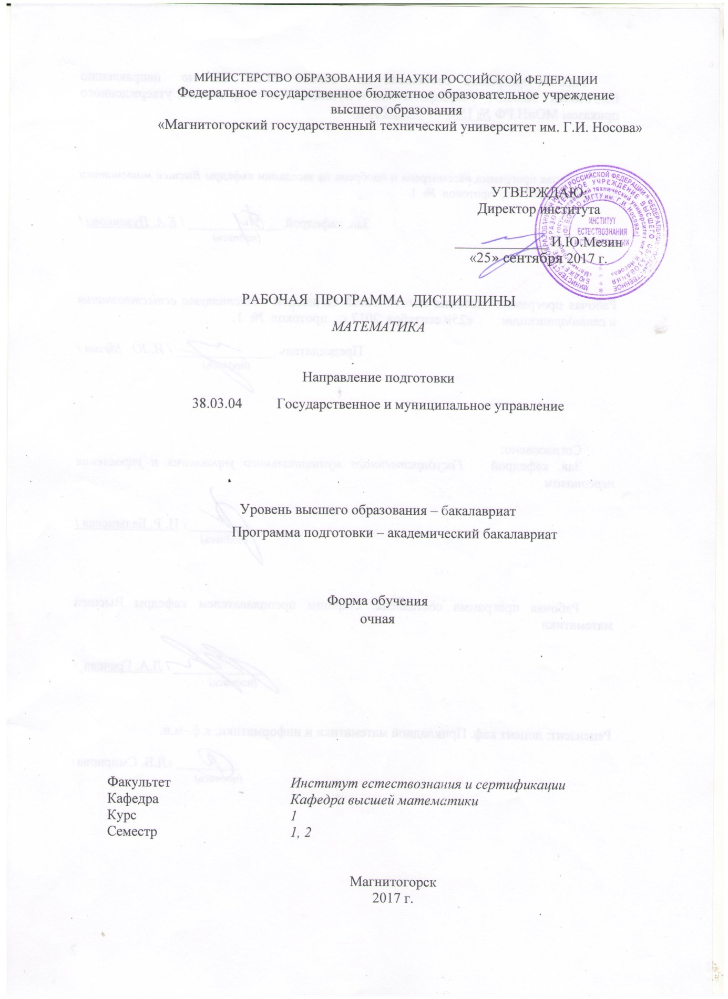 МИНИСТЕРСТВО ОБРАЗОВАНИЯ И НАУКИ РОССИЙСКОЙ ФЕДЕРАЦИИ
Федеральное государственное бюджетное образовательное учреждение
высшего образования
«Магнитогорский государственный технический университет им. Г.И. Носова»
УТВЕРЖДАЮ:
Директор института
И.Ю.Мезин
«25» сентября 2017 г.
ИНСТИТУТ
ЕСТЕСТВОЗНАНИЯ
РАБОЧАЯ ПРОГРАММА ДИСЦИПЛИНЫ
МАТЕМАТИКА
Направление подготовки
38.03.04 Государственное и муниципальное управление
Уровень высшего образования – бакалавриат
Программа подготовки – академический бакалавриат
Форма обучения
очная
Факультет Институт естествознания и сертификации
Кафедра Кафедра высшей математики
Курс 1
Семестр 1, 2
Магнитогорск
2017 г.